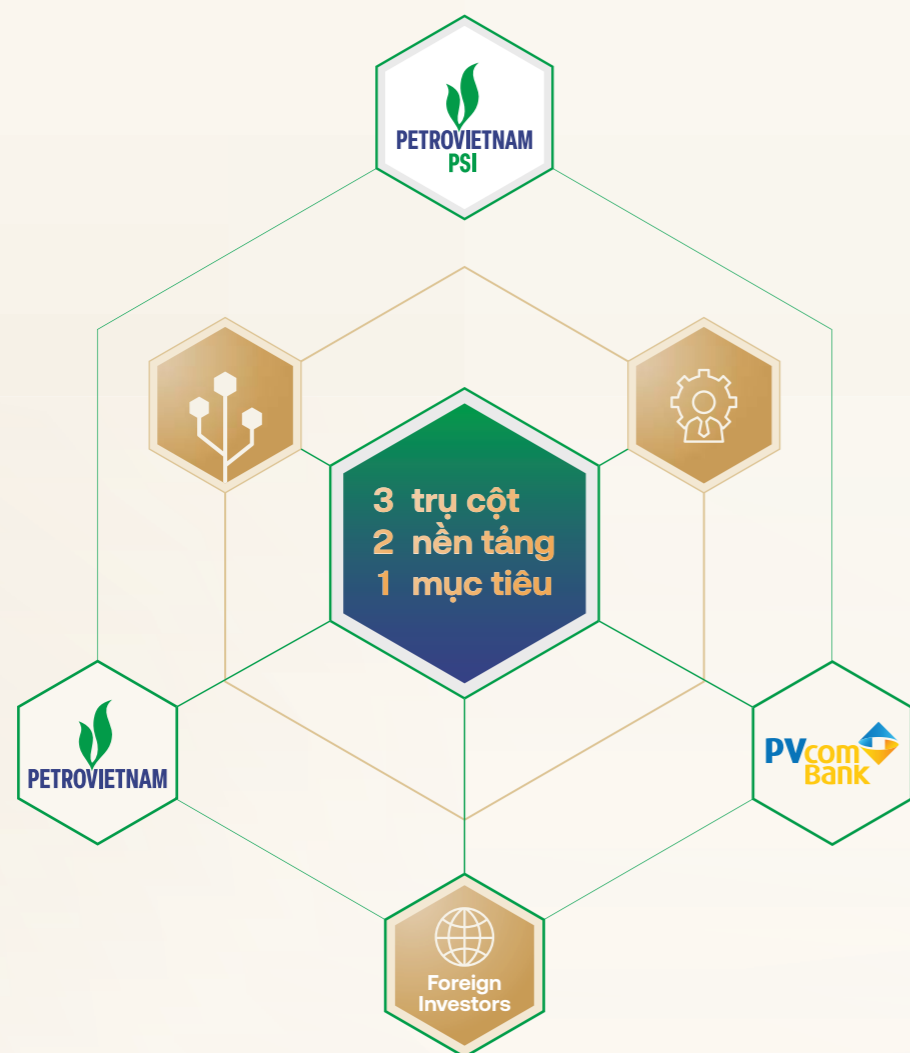 PETROVIETNAM
PSI
3 trụ cột
2 nền tảng
1 mục tiêu
PETROVIETNAM
PVcom
Bank
Foreign
Investors